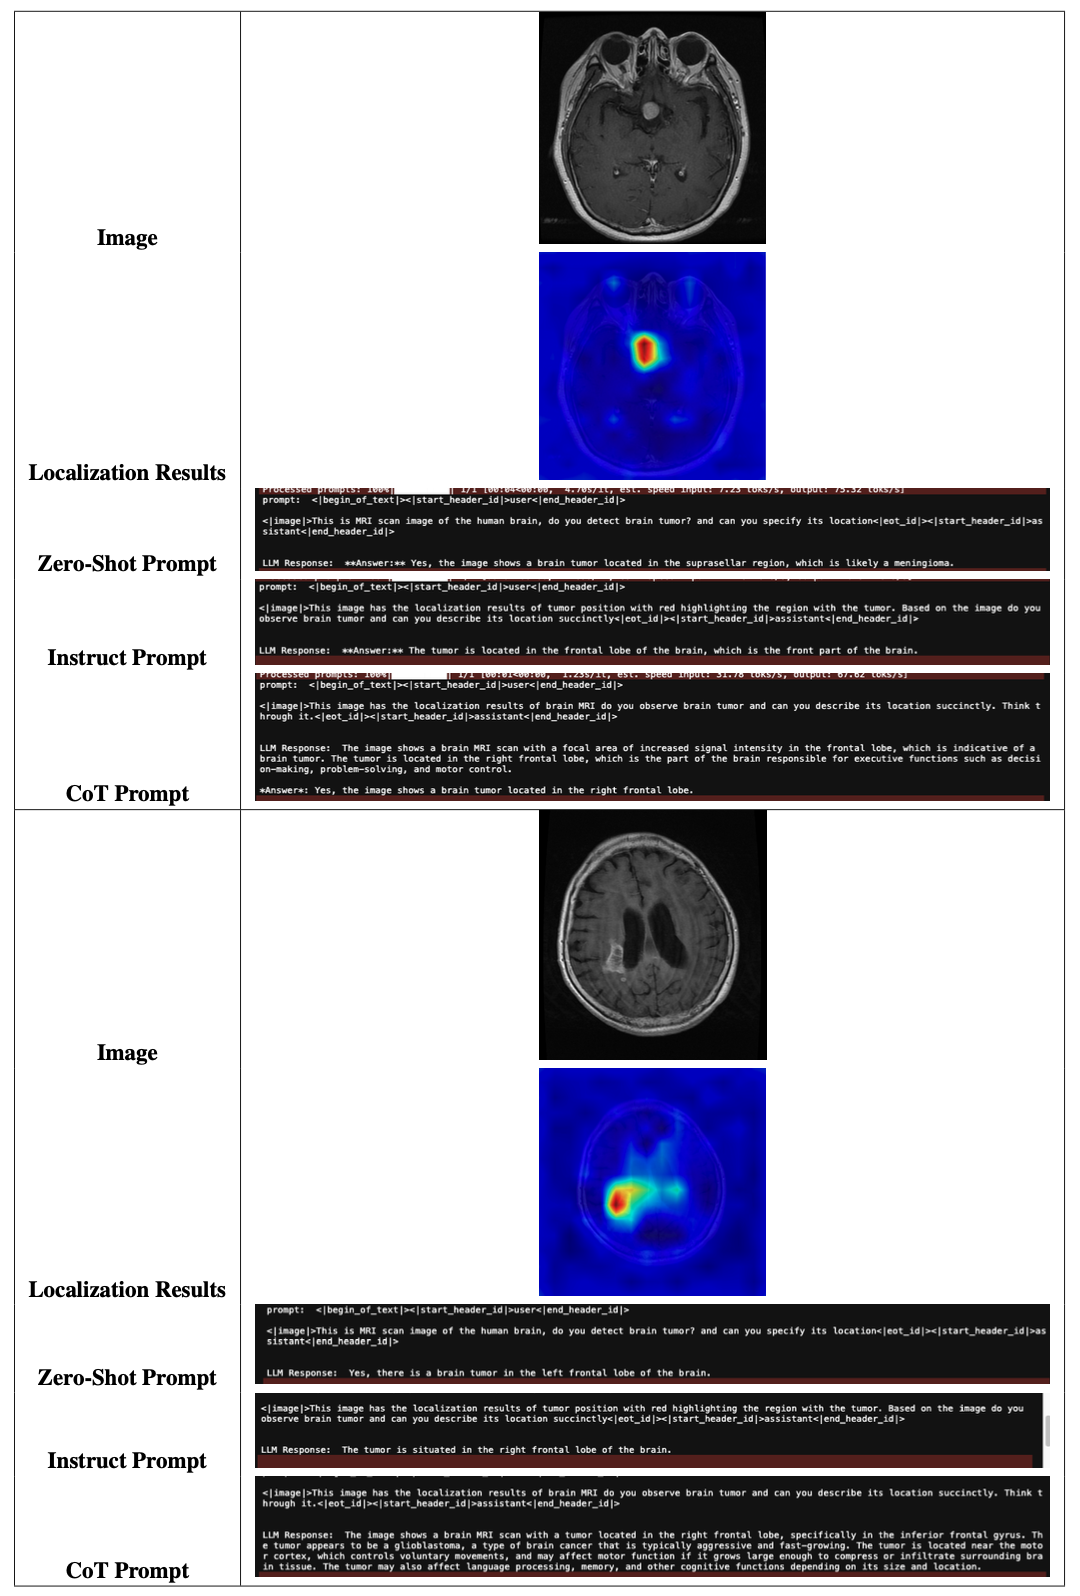 Image
Localization Results
Processed prompts: 100%| | 1/1 [00:04<00:00, 4.70s/it, est. speed input: 7.23 toks/s, output: 75.32 toks/s]
prompt: <|begin_of_text|><|start_header_id|>user<|end_header_id|>
<|image|>This is MRI scan image of the human brain, do you detect brain tumor? and can you specify its location<|eot_id|><|start_header_id|>as
sistant<|end_header_id|>
LLM Response: **Answer:** Yes, the image shows a brain tumor located in the suprasellar region, which is likely a meningioma.
Zero-Shot Prompt
prompt: <|begin_of_text|><|start_header_id|>user<|end_header_id|>
<|image|>This image has the localization results of tumor position with red highlighting the region with the tumor. Based on the image do you
observe brain tumor and can you describe its location succinctly<|eot_id|><|start_header_id|>assistant<|end_header_id|>
LLM Response: **Answer:** The tumor is located in the frontal lobe of the brain, which is the front part of the brain.
Instruct Prompt
Processed prompts: 100%| | 1/1 [00:01<00:00, 1.23s/it, est. speed input: 31.78 toks/s, output: 67.62 toks/s]
prompt: <|begin_of_text|><|start_header_id|>user<|end_header_id|>
<|image|>This image has the localization results of brain MRI do you observe brain tumor and can you describe its location succinctly. Think t
hrough it.<|eot_id|><|start_header_id|>assistant<|end_header_id|>
LLM Response: The image shows a brain MRI scan with a focal area of increased signal intensity in the frontal lobe, which is indicative of a
brain tumor. The tumor is located in the right frontal lobe, which is the part of the brain responsible for executive functions such as decisi
on-making, problem-solving, and motor control.
*Answer*: Yes, the image shows a brain tumor located in the right frontal lobe.
CoT Prompt
Image
Localization Results
prompt: <|begin_of_text|><|start_header_id|>user<|end_header_id|>
<|image|>This is MRI scan image of the human brain, do you detect brain tumor? and can you specify its location<|eot_id|><|start_header_id|>as
sistant<|end_header_id|>
LLM Response: Yes, there is a brain tumor in the left frontal lobe of the brain.
Zero-Shot Prompt
<|image|>This image has the localization results of tumor position with red highlighting the region with the tumor. Based on the image do you
observe brain tumor and can you describe its location succinctly<|eot_id|><|start_header_id|>assistant<|end_header_id|>
LLM Response: The tumor is situated in the right frontal lobe of the brain.
Instruct Prompt
<|image|>This image has the localization results of brain MRI do you observe brain tumor and can you describe its location succinctly. Think t
hrough it.<|eot_id|><|start_header_id|>assistant<|end_header_id|>
LLM Response: The image shows a brain MRI scan with a tumor located in the right frontal lobe, specifically in the inferior frontal gyrus. Th
e tumor appears to be a glioblastoma, a type of brain cancer that is typically aggressive and fast-growing. The tumor is located near the moto
r cortex, which controls voluntary movements, and may affect motor function if it grows large enough to compress or infiltrate surrounding bra
in tissue. The tumor may also affect language processing, memory, and other cognitive functions depending on its size and location.
CoT Prompt